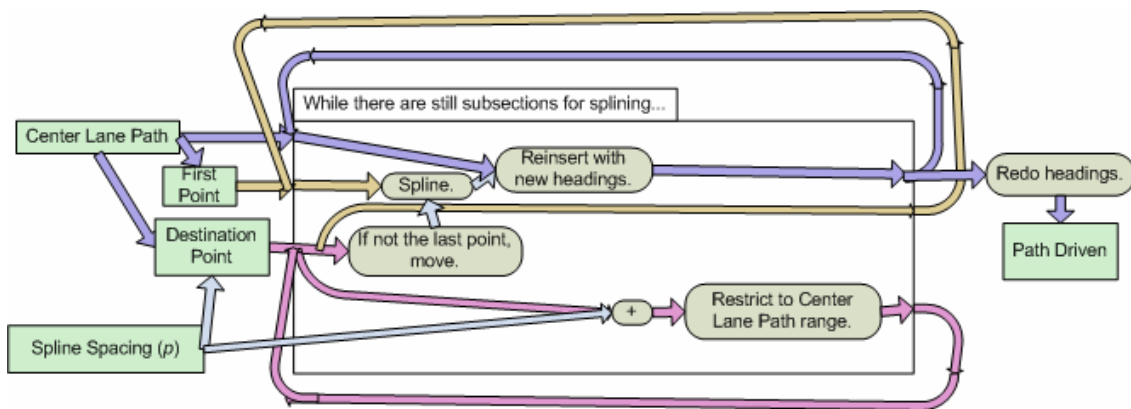 While there are still subsections for splining...
Center Lane Path
First
Point
Spline.
Reinsert with
new headings.
Redo headings.
Destination
Point
If not the last point,
move.
Path Driven
+
Restrict to Center
Lane Path range.
Spline Spacing (p)